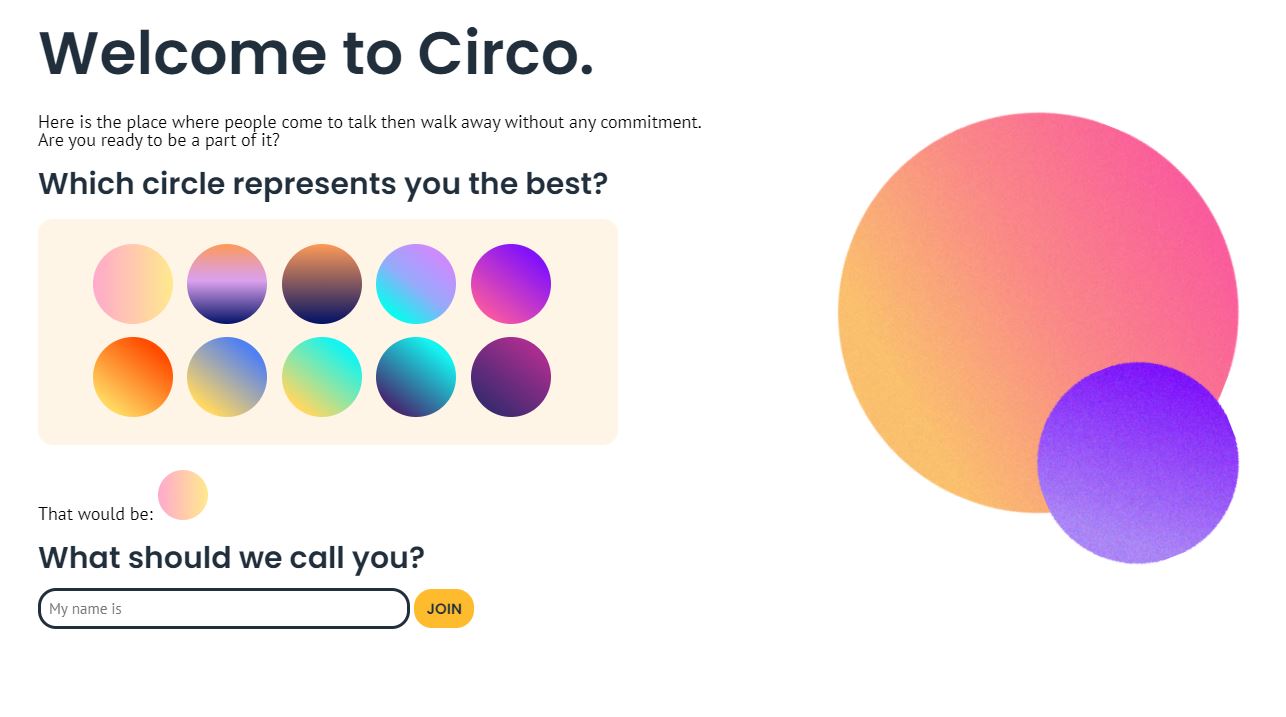 Welcome to Circo.
Here is the place where people come to talk then walk away without any commitment.
Are you ready to be a part of it?
Which circle represents you the best?
That would be:
What should we call you?
My name is
JOIN